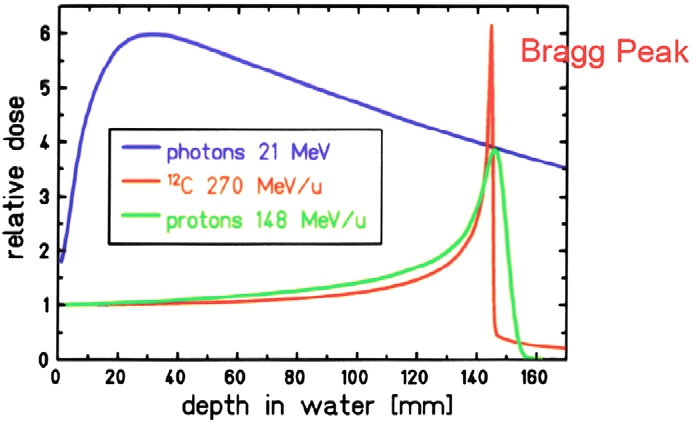 6
Bragg Peak
5
4
photons 21 MeV
¹²C 270 MeV/u
protons 148 MeV/u
3
2
1
0
relative dose
0 20 40 60 80 100 120 140 160
depth in water [mm]